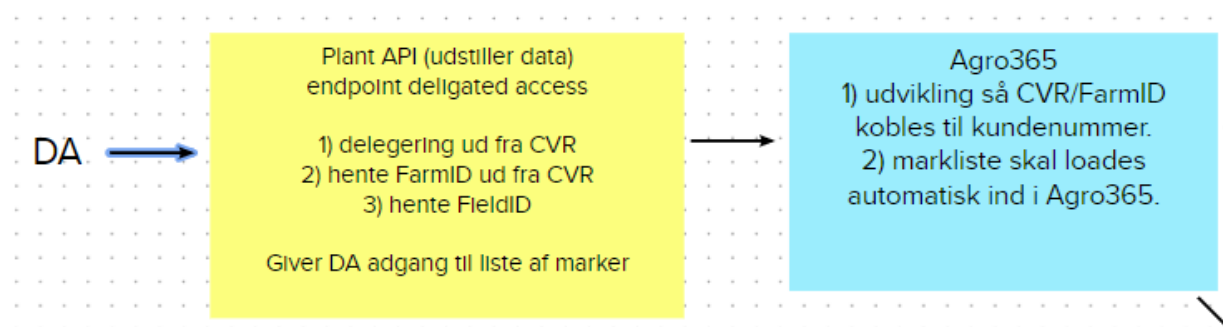 DA
Plant API (udstiller data)
endpoint deligated access
1) delegering ud fra CVR
2) hente FarmID ud fra CVR
3) hente FieldID
Giver DA adgang til liste af marker
Agro365
1) udvikling så CVR/FarmID
kobles til kundenummer.
2) markliste skal loades
automatisk ind i Agro365.